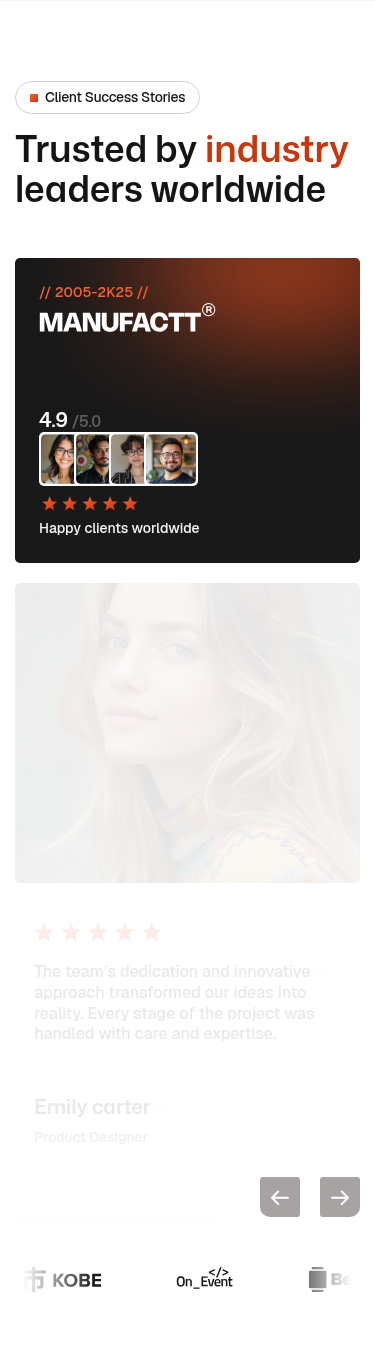 Client Success Stories
Trusted by industry
leaders worldwide
// 2005-2K25 //
MANUFACTT®
4.9 /5.0
Happy clients worldwide
The team's dedication and innovative
approach transformed our ideas into
reality. Every stage of the project was
handled with care and expertise.
Emily carter
Product Designer
KOBE
</>
On_Event
Be